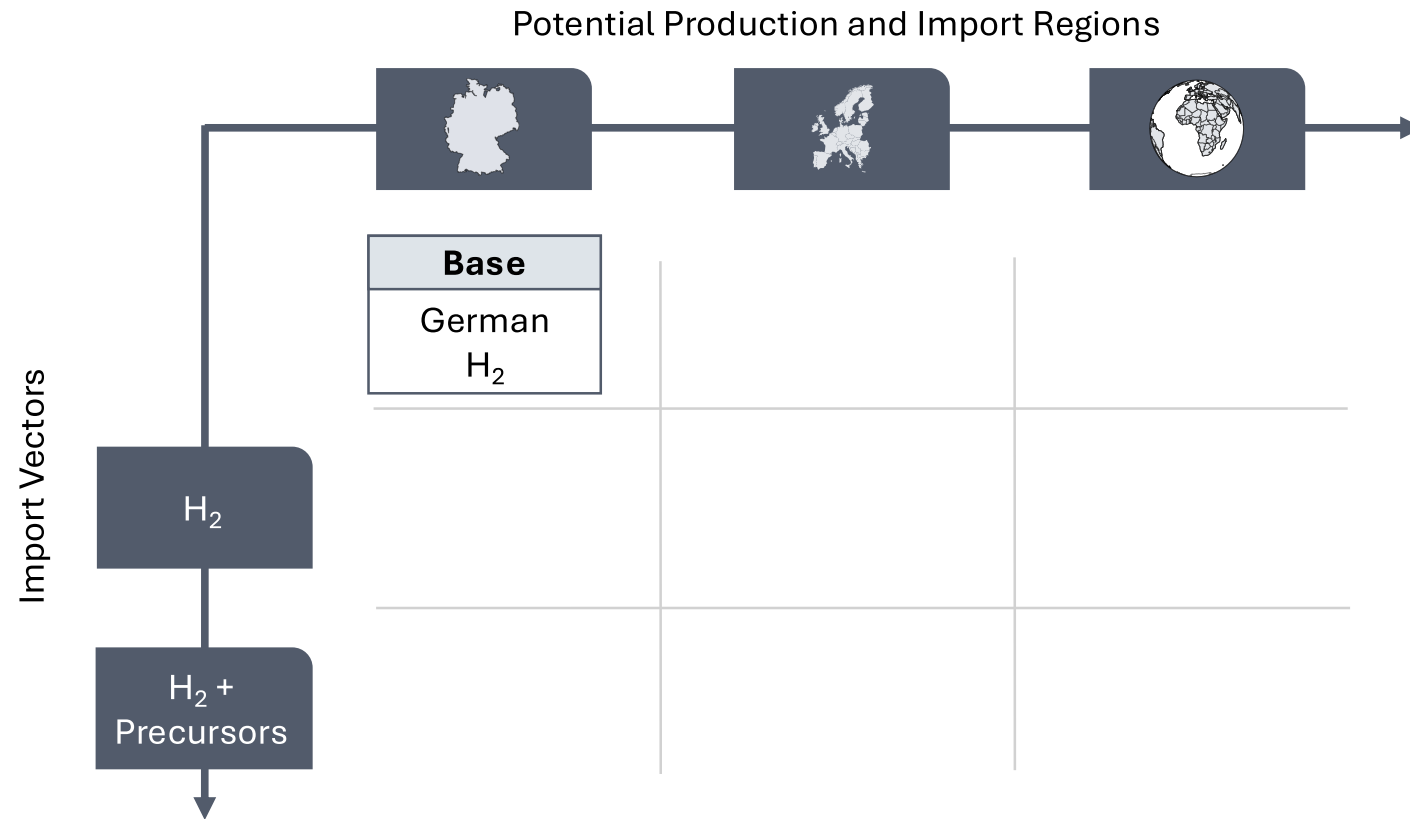 Potential Production and Import Regions
Base
German
H₂
Import Vectors
H₂
H₂ +
Precursors